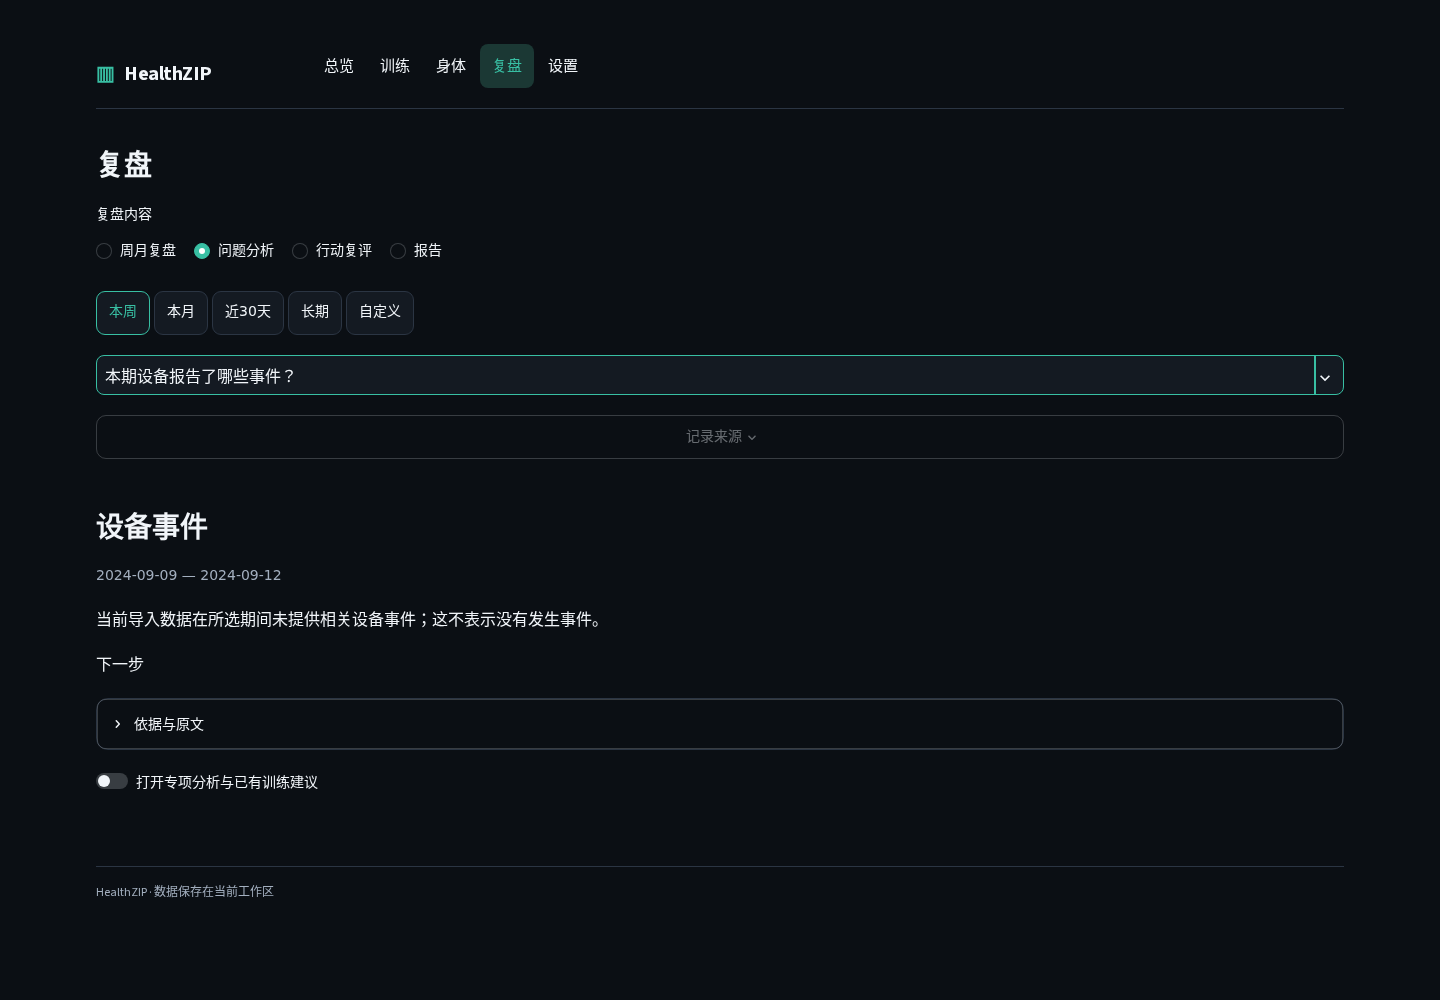 HealthZIP
总览 训练 身体 复盘 设置
复盘
复盘内容
周月复盘 问题分析 行动复评 报告
本周 本月 近30天 长期 自定义
本期设备报告了哪些事件？
记录来源
设备事件
2024-09-09 — 2024-09-12
当前导入数据在所选期间未提供相关设备事件；这不表示没有发生事件。
下一步
依据与原文
打开专项分析与已有训练建议
HealthZIP · 数据保存在当前工作区